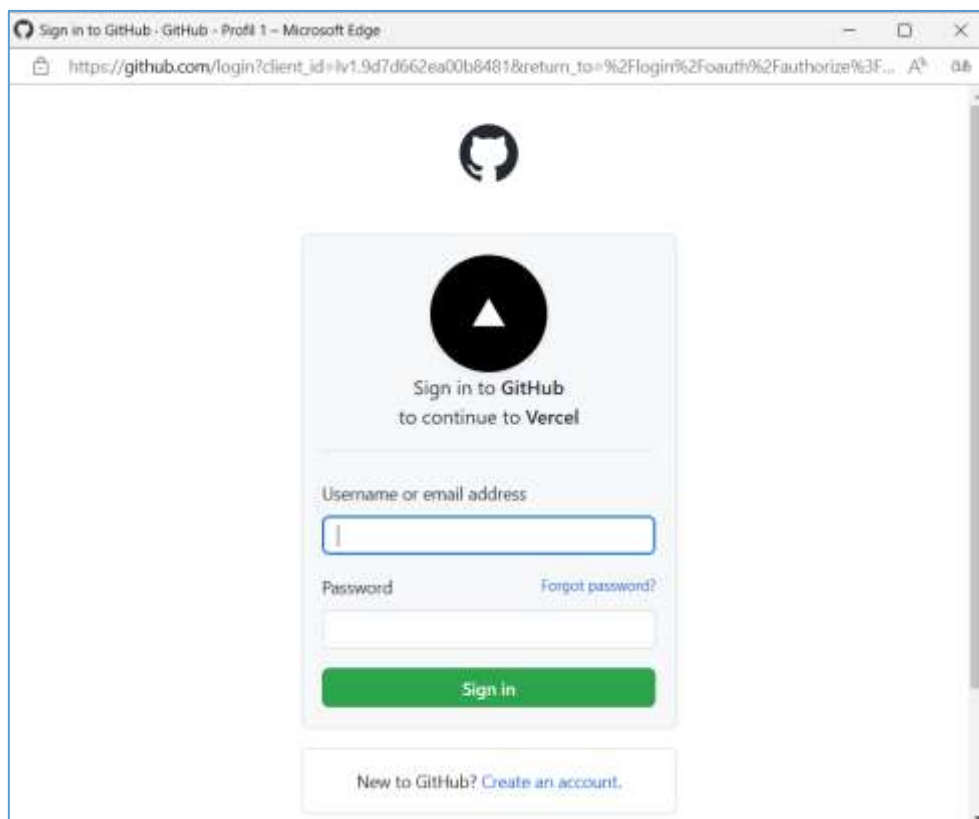 Sign in to GitHub · GitHub - Profil 1 – Microsoft Edge
https://github.com/login?client_id=Iv1.9d7d662ea00b8481&return_to=%2Flogin%2Foauth%2Fauthorize%3F...
Sign in to GitHub
to continue to Vercel
Username or email address
Password Forgot password?
Sign in
New to GitHub? Create an account.